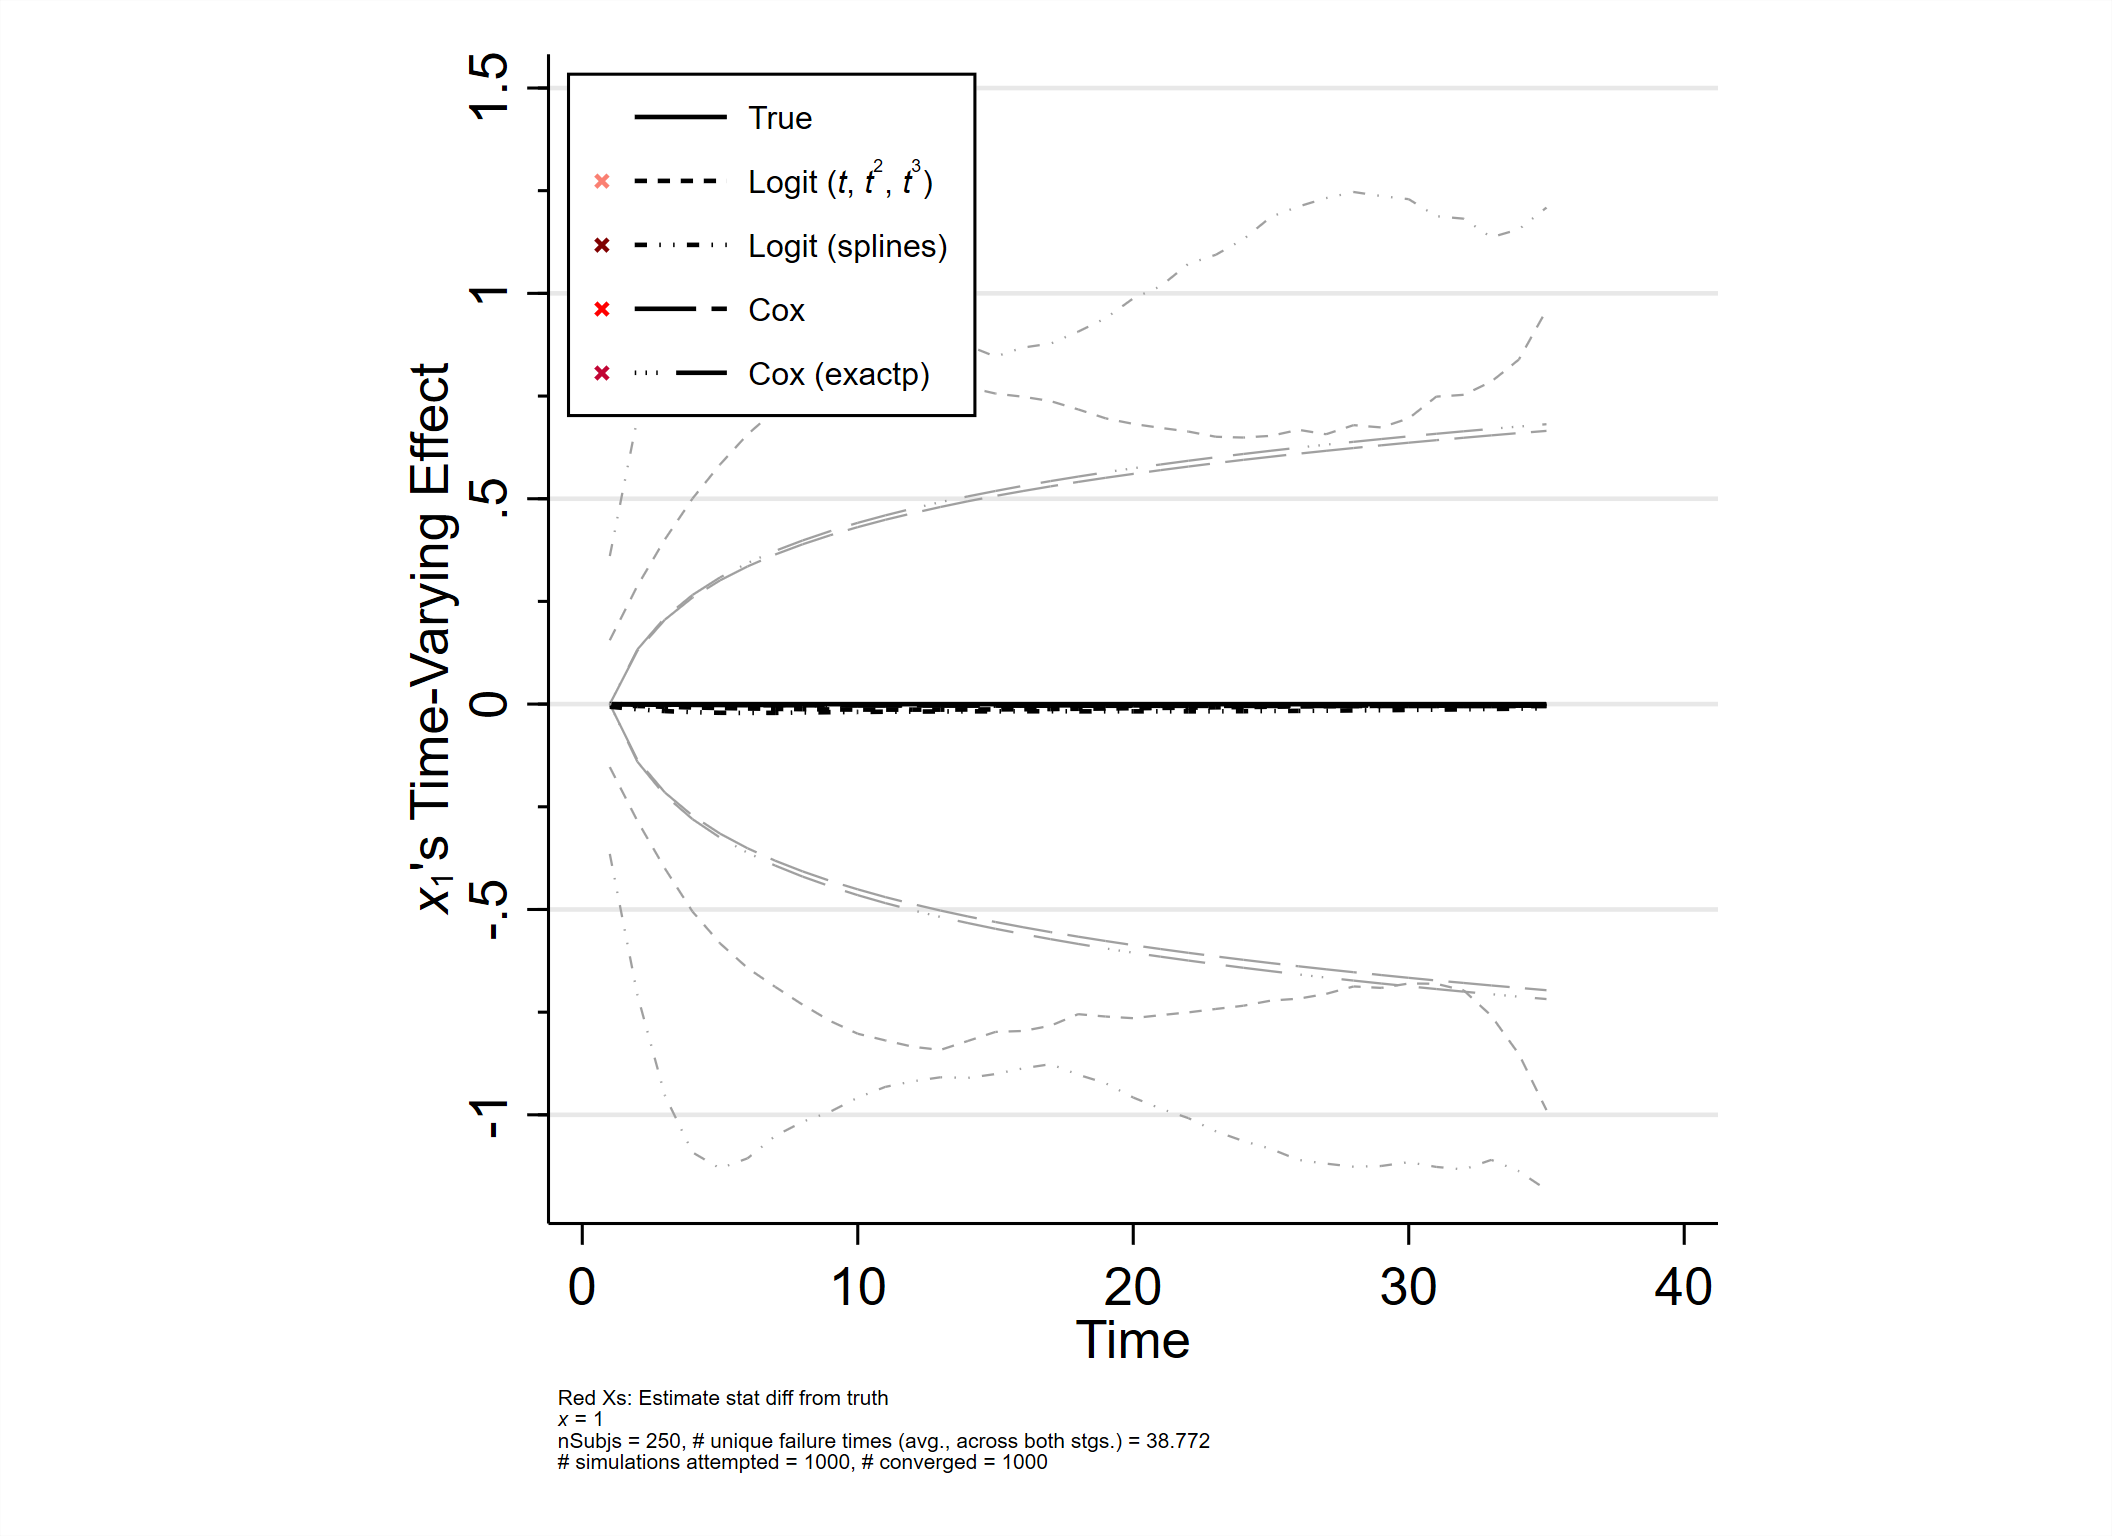 1.5
1
.5
0
-.5
-1
x₁'s Time-Varying Effect
True
Logit (t, t², t³)
Logit (splines)
Cox
Cox (exactp)
0 10 20 30 40
Time
Red Xs: Estimate stat diff from truth
x = 1
nSubjs = 250, # unique failure times (avg., across both stgs.) = 38.772
# simulations attempted = 1000, # converged = 1000